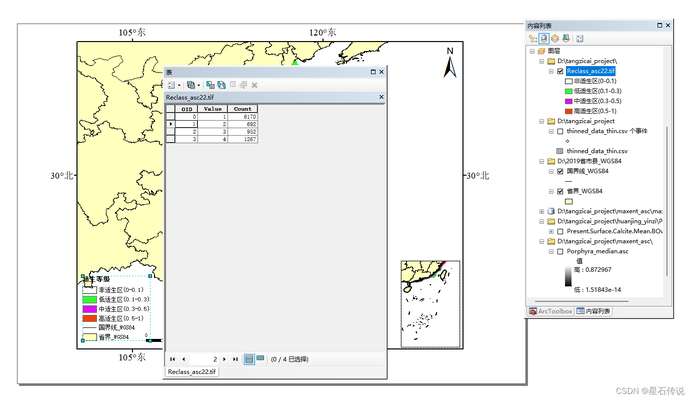 105°东
120°东
N
30°东
30°北
表
Reclass_asc22.tif
OID Value Count
0 1 6170
1 2 692
2 3 952
3 4 1267
适生等级
非适生区(0-0.1)
低适生区(0.1-0.3)
中适生区(0.3-0.5)
高适生区(0.5-1)
国界线_WGS84
省界_WGS84
0
105°东
2
(0 / 4 已选择)
Reclass_asc22.tif
内容列表
图层
D:\tangzicai_project\
Reclass_asc22.tif
非适生区(0-0.1)
低适生区(0.1-0.3)
中适生区(0.3-0.5)
高适生区(0.5-1)
D:\tangzicai_project
thinned_data_thin.csv 个事件
thinned_data_thin.csv
D:\2019省市县_WGS84
国界线_WGS84
省界_WGS84
D:\tangzicai_project\maxent_asc\ma
D:\tangzicai_project\huanjing_yinzi\P
Present.Surface.Calcite.Mean.BO
D:\tangzicai_project\maxent_asc\
Porphyra_median.asc
值
高 : 0.872967
低 : 1.51843e-14
ArcToolbox 内容列表
CSDN @星石传说